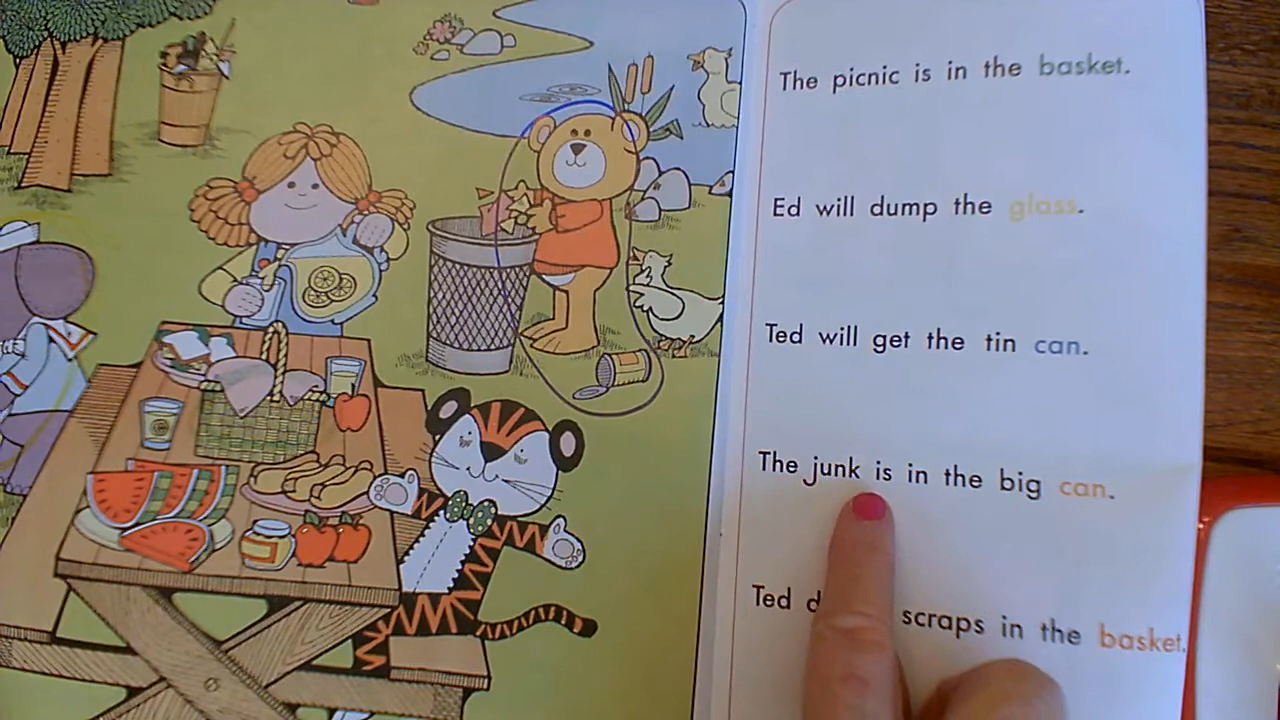 The picnic is in the basket.
Ed will dump the glass.
Ted will get the tin can.
The junk is in the big can.
Ted scraps in the basket.